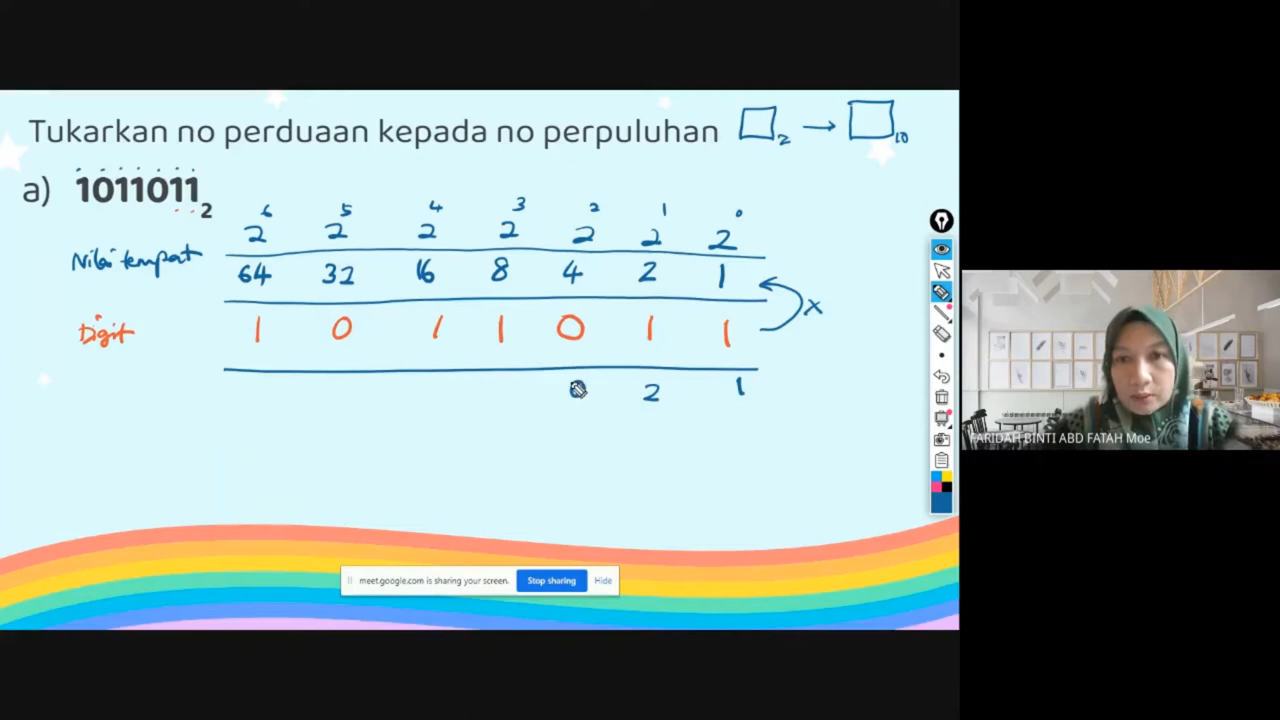 Tukarkan no perduaan kepada no perpuluhan □₂ → □₁₀
a) 1011011₂
2⁶ 2⁵ 2⁴ 2³ 2² 2¹ 2⁰
Nilai tempat 64 32 16 8 4 2 1
x
Digit 1 0 1 1 0 1 1
0 2 1
FARIDAH BINTI ABD FATAH Moe
meet.google.com is sharing your screen. Stop sharing Hide